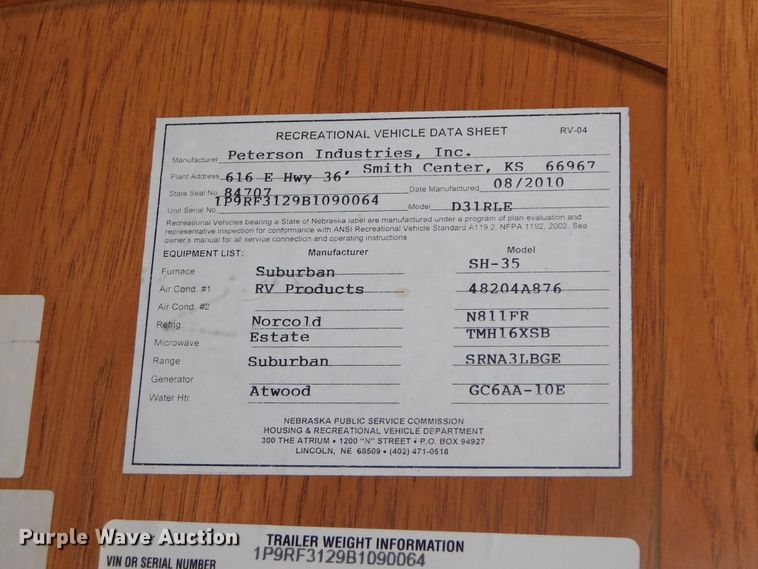 RECREATIONAL VEHICLE DATA SHEET RV-04
Manufacturer Peterson Industries, Inc.
Plant Address 616 E Hwy 36, Smith Center, KS 66967
State Seal No. 84707 Date Manufactured 08/2010
Unit Serial No. 1P9RF3129B1090064 Model D31RLE
Recreational Vehicles bearing a State of Nebraska label are manufactured under a program of plan evaluation and
representative inspection for conformance with ANSI Recreational Vehicle Standard A119.2, NFPA 1192, 2002. See
owner's manual for all service connection and operating instructions
EQUIPMENT LIST: Manufacturer Model
Furnace Suburban SH-35
Air Cond. #1 RV Products 48204A876
Air Cond. #2
Refrig Norcold N811FR
Microwave Estate TMH16XSB
Range Suburban SRNA3LBGE
Generator
Water Htr Atwood GC6AA-10E
NEBRASKA PUBLIC SERVICE COMMISSION
HOUSING & RECREATIONAL VEHICLE DEPARTMENT
300 THE ATRIUM • 1200 "N" STREET • P.O. BOX 94927
LINCOLN, NE 68509 • (402) 471-0518
Purple Wave Auction
TRAILER WEIGHT INFORMATION
VIN OR SERIAL NUMBER 1P9RF3129B1090064